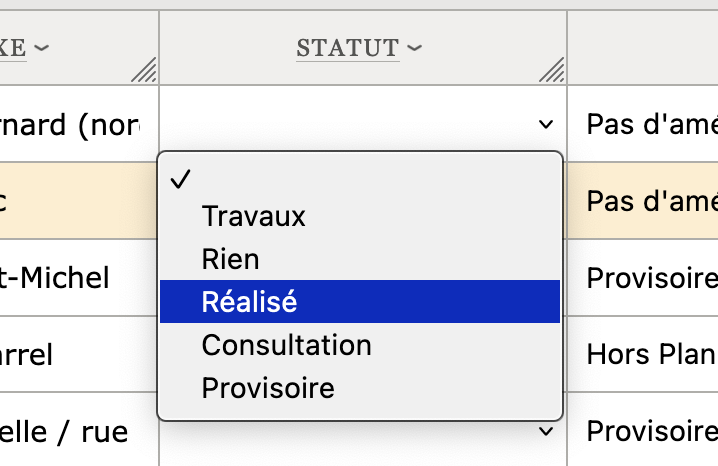 XE STATUT
rnard (nor Pas d'amé
c Pas d'amé
Travaux
Rien
t-Michel Provisoire
Réalisé
arrel Hors Plan
Consultation
Provisoire
elle / rue Provisoire